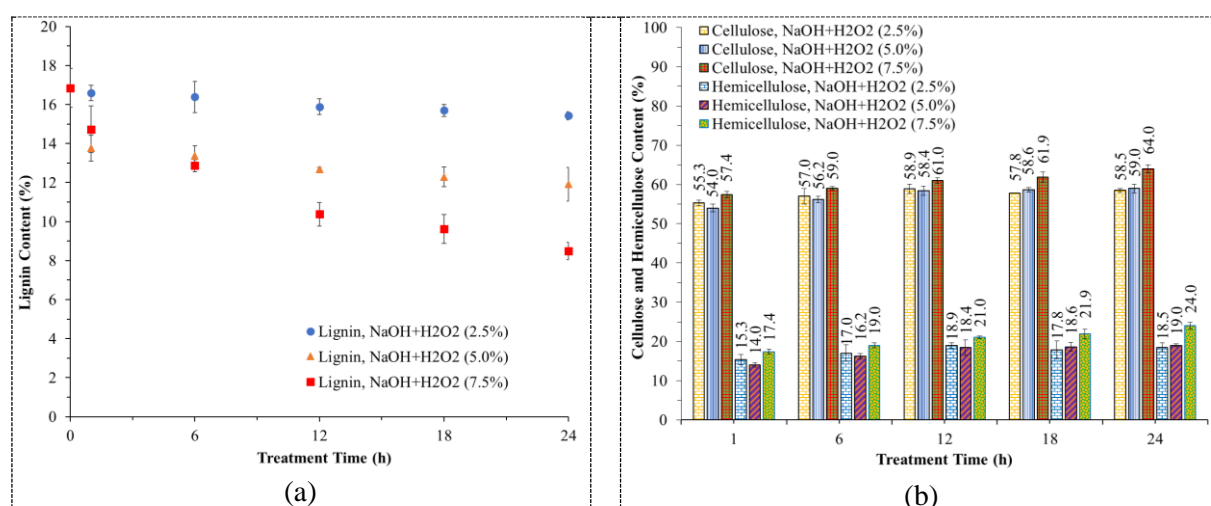 20
18
16
14
12
10
8
6
4
2
0
Lignin Content (%)
Lignin, NaOH+H2O2 (2.5%)
Lignin, NaOH+H2O2 (5.0%)
Lignin, NaOH+H2O2 (7.5%)
0 6 12 18 24
Treatment Time (h)
(a)
100
90
80
70
60
50
40
30
20
10
0
Cellulose and Hemicellulose Content (%)
Cellulose, NaOH+H2O2 (2.5%)
Cellulose, NaOH+H2O2 (5.0%)
Cellulose, NaOH+H2O2 (7.5%)
Hemicellulose, NaOH+H2O2 (2.5%)
Hemicellulose, NaOH+H2O2 (5.0%)
Hemicellulose, NaOH+H2O2 (7.5%)
55.3 54.0 57.4 15.3 14.0 17.4
57.0 56.2 59.0 17.0 16.2 19.0
58.9 58.4 61.0 18.9 18.4 21.0
57.8 58.6 61.9 17.8 18.6 21.9
58.5 59.0 64.0 18.5 19.0 24.0
1 6 12 18 24
Treatment Time (h)
(b)